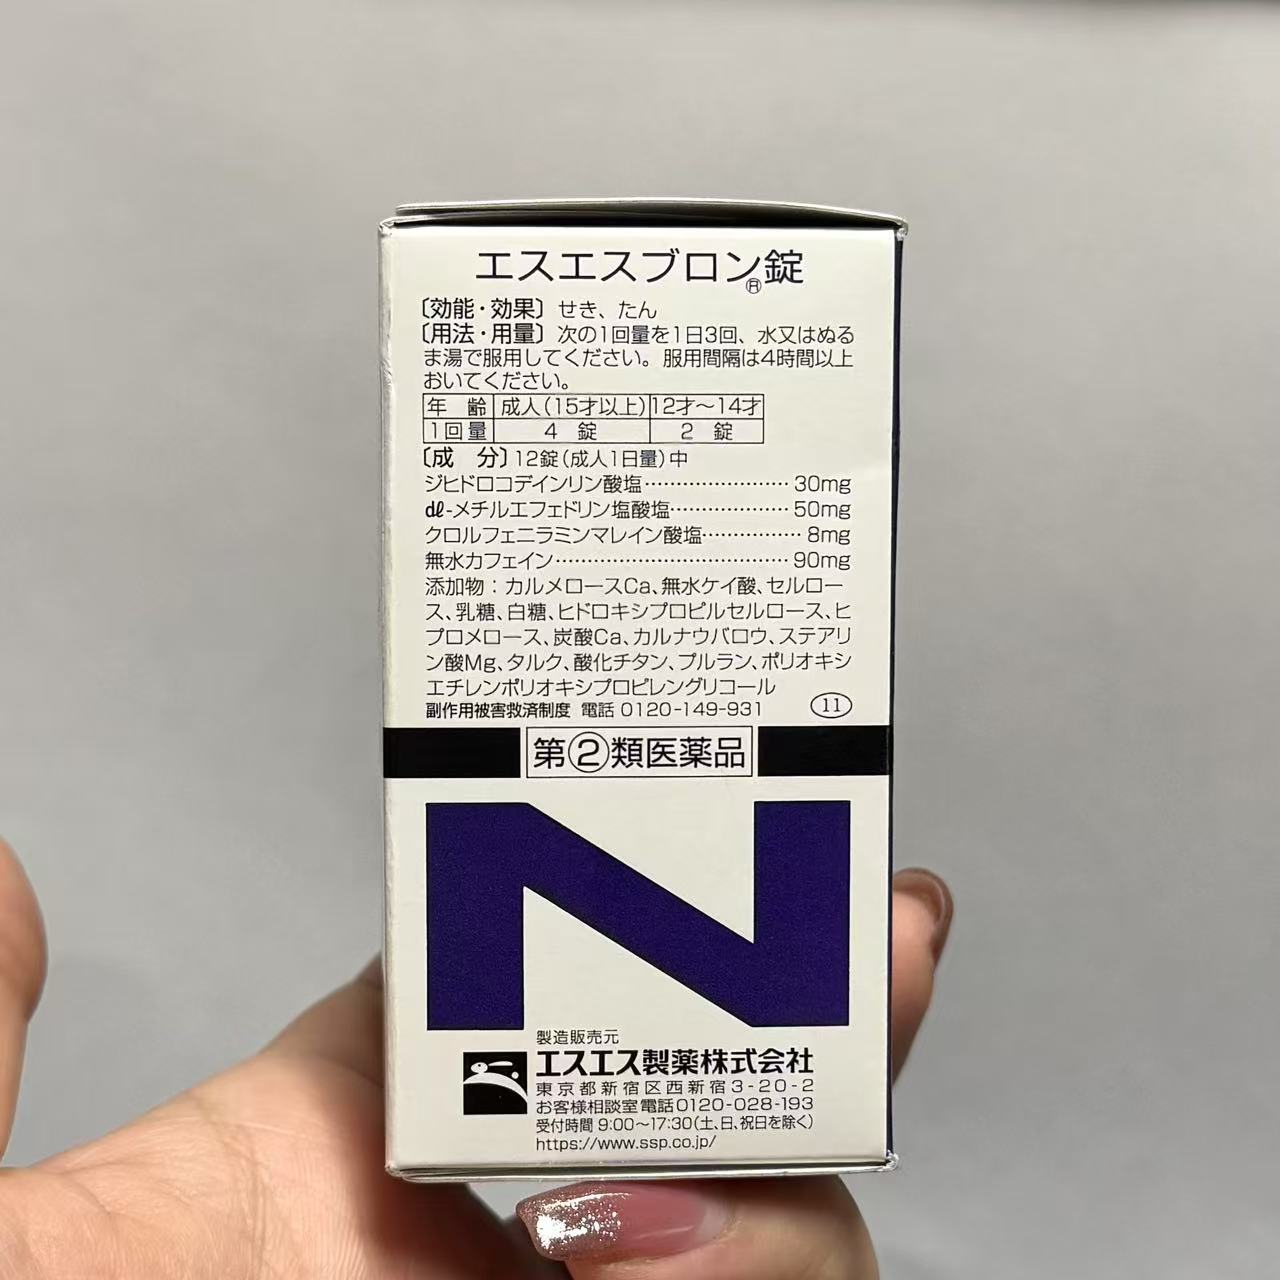 エスエスブロン®錠
〔効能・効果〕せき、たん
〔用法・用量〕次の1回量を1日3回、水又はぬる
ま湯で服用してください。服用間隔は4時間以上
おいてください。
年 齢 成人(15才以上) 12才〜14才
1回量 4 錠 2 錠
〔成 分〕12錠(成人1日量)中
ジヒドロコデインリン酸塩…………………… 30mg
dℓ-メチルエフェドリン塩酸塩……………… 50mg
クロルフェニラミンマレイン酸塩…………… 8mg
無水カフェイン………………………………… 90mg
添加物：カルメロースCa、無水ケイ酸、セルロー
ス、乳糖、白糖、ヒドロキシプロピルセルロース、ヒ
プロメロース、炭酸Ca、カルナウバロウ、ステアリ
ン酸Mg、タルク、酸化チタン、プルラン、ポリオキシ
エチレンポリオキシプロピレングリコール
副作用被害救済制度 電話 0120-149-931 11
第②類医薬品
N
製造販売元
エスエス製薬株式会社
東京都新宿区西新宿3-20-2
お客様相談室電話0120-028-193
受付時間 9:00〜17:30(土、日、祝日を除く)
https://www.ssp.co.jp/